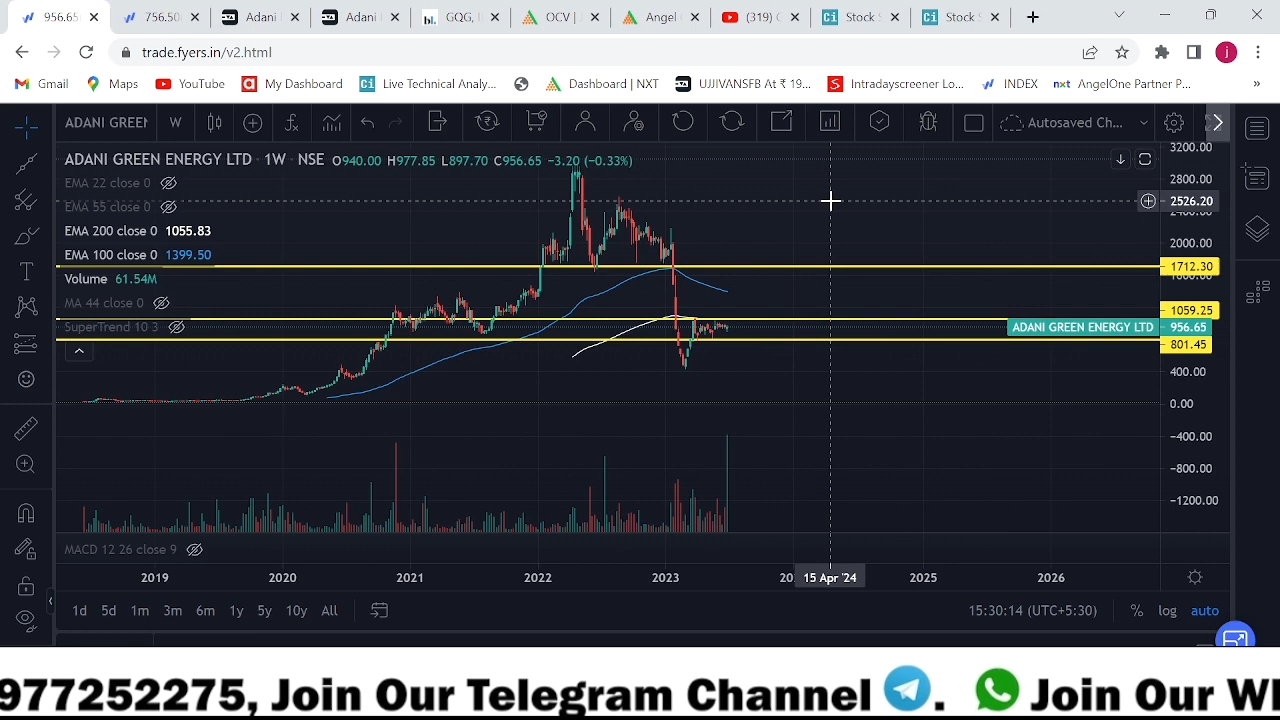 956.65 756.50 Adani Adani GQG, OCV | J Angel (319) Stock Stock
trade.fyers.in/v2.html j
Gmail Maps YouTube My Dashboard Live Technical Analy... Dashboard | NXT UJJIVANSFB At ₹ 19... Intradayscreener Lo... INDEX nxt AngelOne Partner P... »
ADANI GREEN W Autosaved Ch...
ADANI GREEN ENERGY LTD 1W NSE O940.00 H977.85 L897.70 C956.65 −3.20 (−0.33%)
EMA 22 close 0
EMA 55 close 0
EMA 200 close 0 1055.83
EMA 100 close 0 1399.50
Volume 61.54M
MA 44 close 0
SuperTrend 10 3
3200.00
2800.00
2526.20
2400.00
2000.00
1712.30
1600.00
1059.25
ADANI GREEN ENERGY LTD 956.65
801.45
400.00
0.00
−400.00
−800.00
−1200.00
MACD 12 26 close 9
2019 2020 2021 2022 2023 15 Apr '24 2025 2026
1d 5d 1m 3m 6m 1y 5y 10y All 15:30:14 (UTC+5:30) % log auto
977252275, Join Our Telegram Channel . Join Our